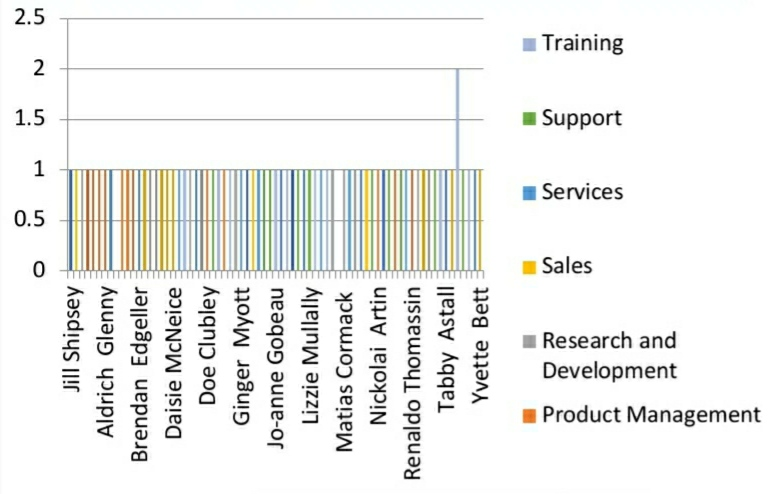 2.5
2
1.5
1
0.5
0
Jill Shipsey
Aldrich Glenny
Brendan Edgeller
Daisie McNeice
Doe Clubley
Ginger Myott
Jo-anne Gobeau
Lizzie Mullally
Matias Cormack
Nickolai Artin
Renaldo Thomassin
Tabby Astall
Yvette Bett
Training
Support
Services
Sales
Research and
Development
Product Management